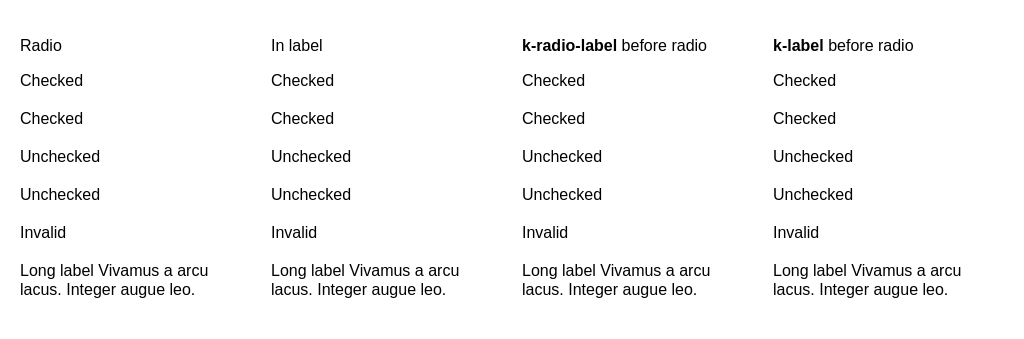 Radio	In label	k-radio-label before radio	k-label before radio
Checked	Checked	Checked	Checked
Checked	Checked	Checked	Checked
Unchecked	Unchecked	Unchecked	Unchecked
Unchecked	Unchecked	Unchecked	Unchecked
Invalid	Invalid	Invalid	Invalid
Long label Vivamus a arcu	Long label Vivamus a arcu	Long label Vivamus a arcu	Long label Vivamus a arcu
lacus. Integer augue leo.	lacus. Integer augue leo.	lacus. Integer augue leo.	lacus. Integer augue leo.